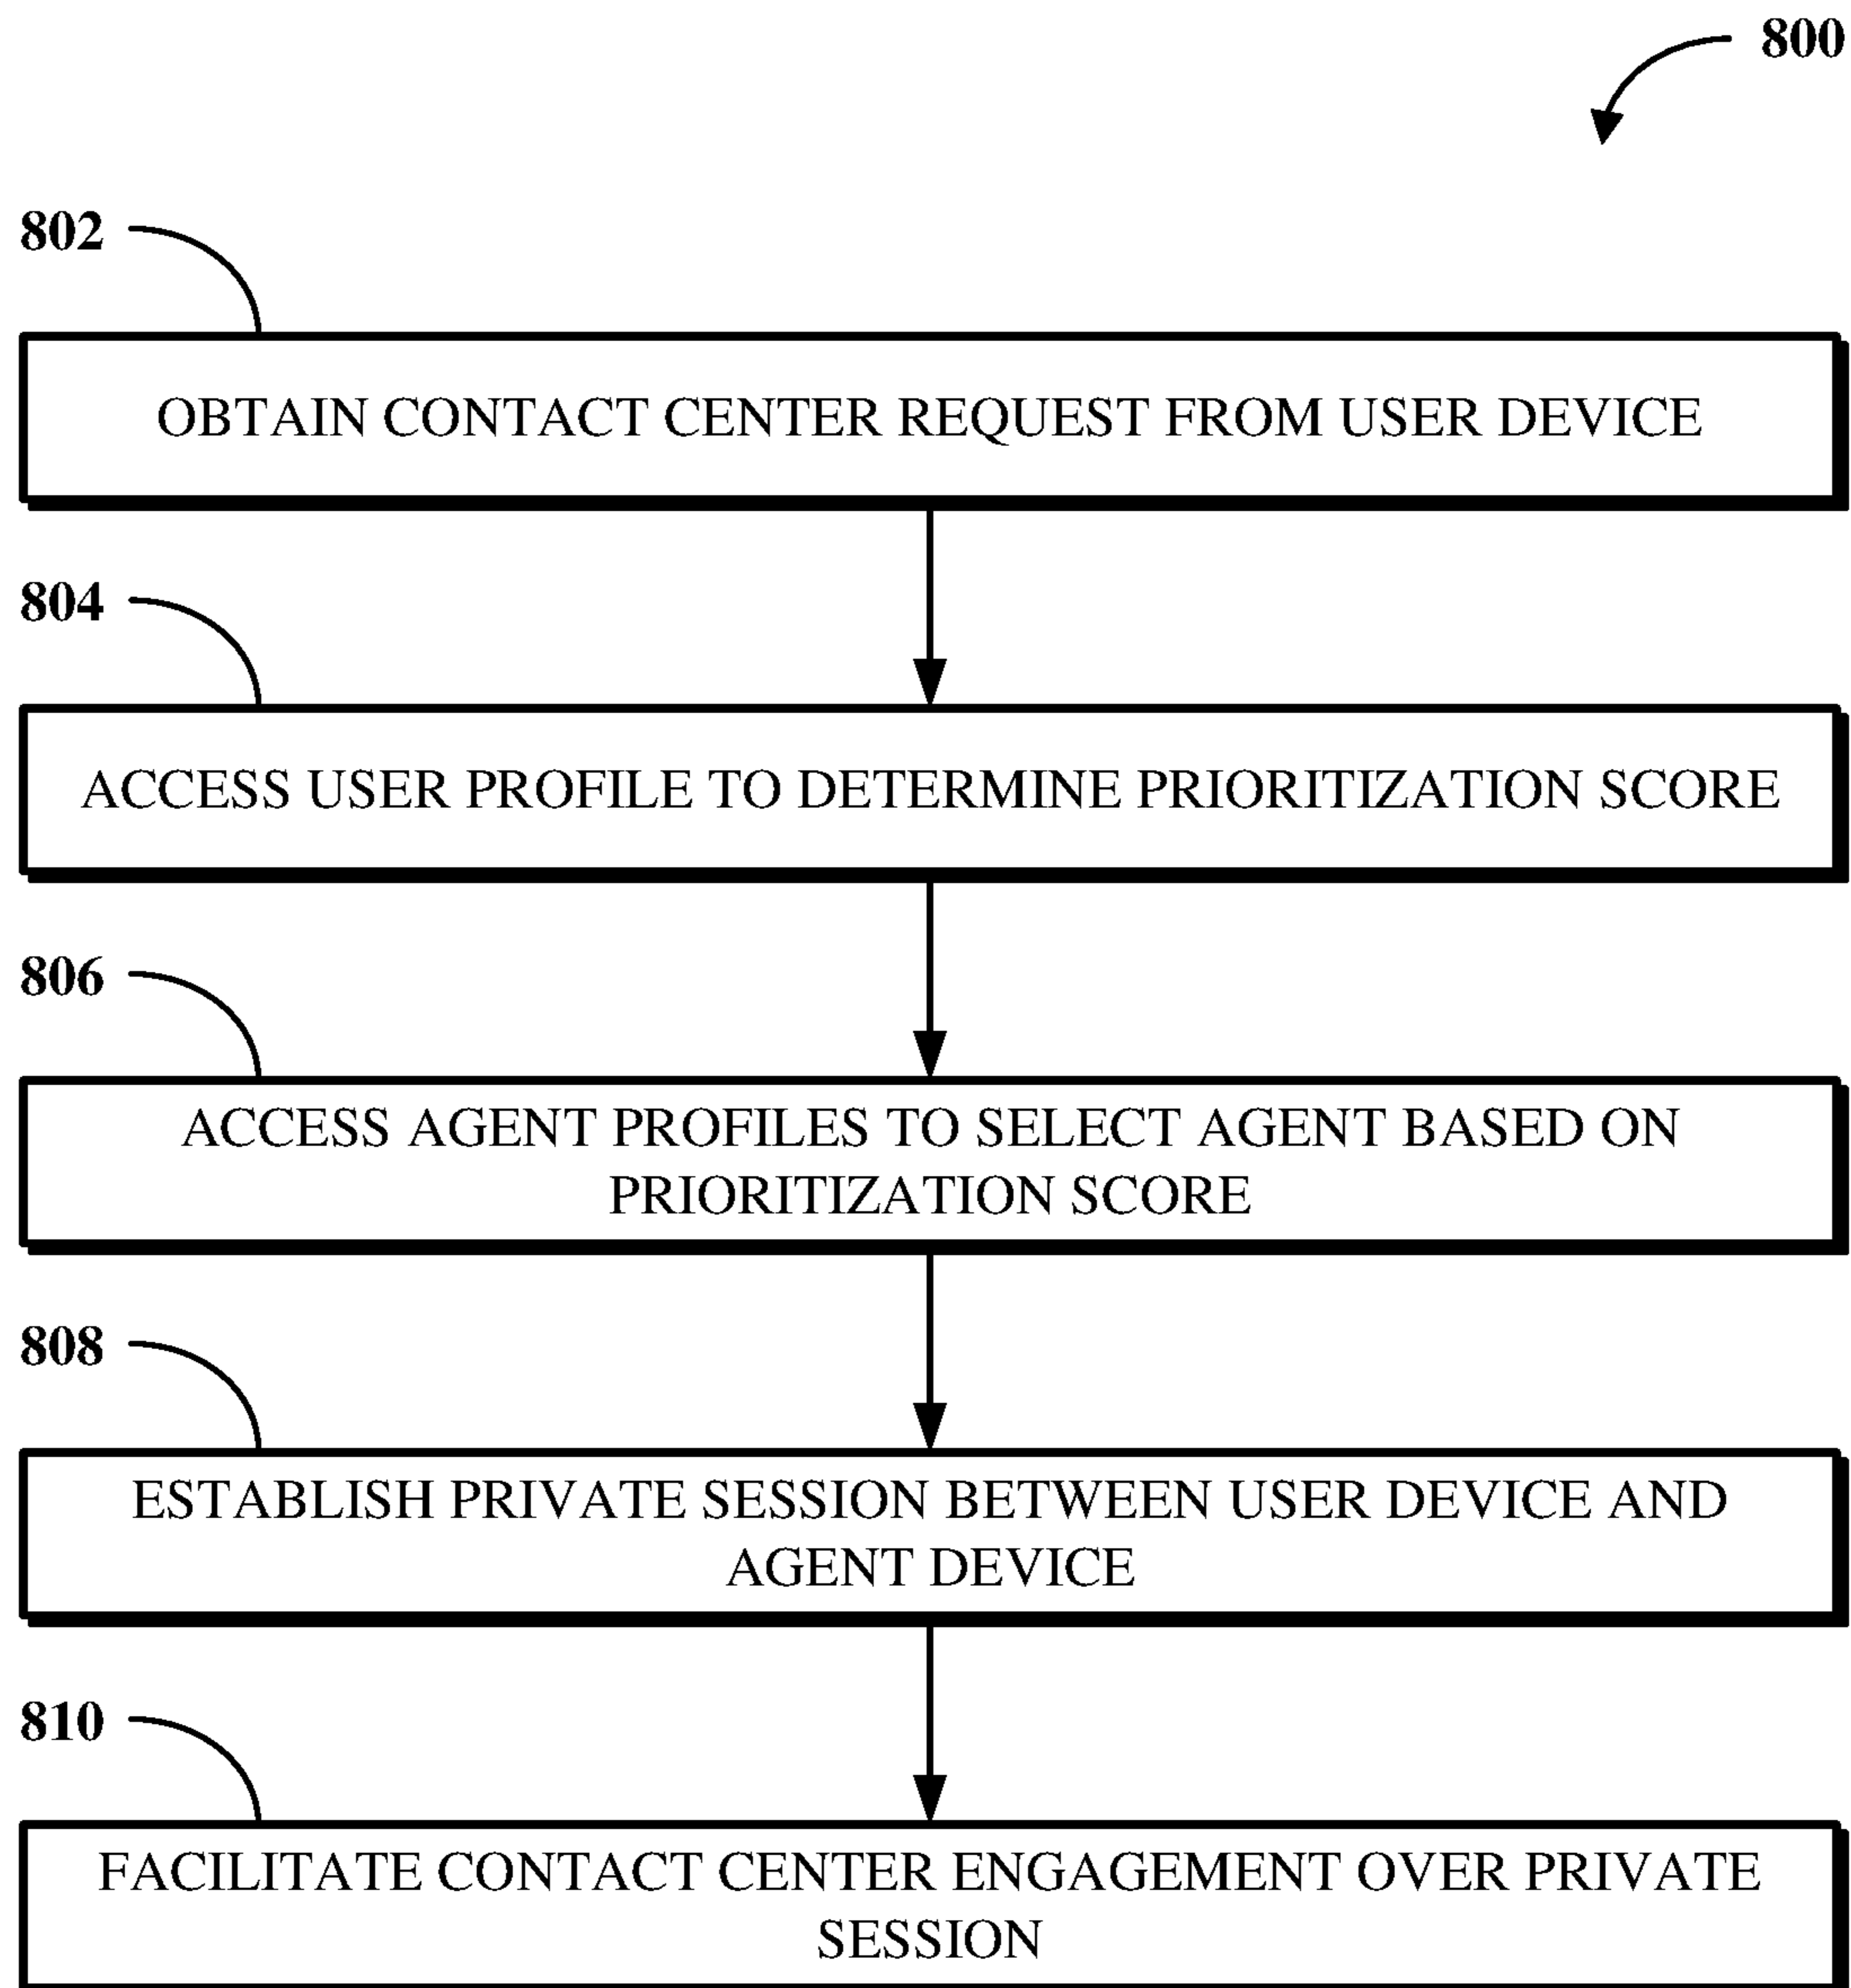 800
802
OBTAIN CONTACT CENTER REQUEST FROM USER DEVICE
804
ACCESS USER PROFILE TO DETERMINE PRIORITIZATION SCORE
806
ACCESS AGENT PROFILES TO SELECT AGENT BASED ON
PRIORITIZATION SCORE
808
ESTABLISH PRIVATE SESSION BETWEEN USER DEVICE AND
AGENT DEVICE
810
FACILITATE CONTACT CENTER ENGAGEMENT OVER PRIVATE
SESSION